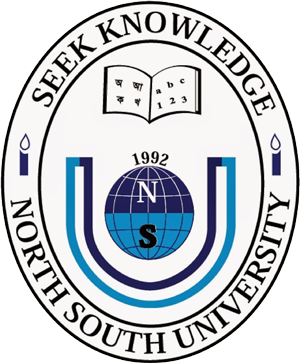 SEEK KNOWLEDGE
অ আ a b c
ক খ 1 2 3
1992
N
S
NORTH SOUTH UNIVERSITY